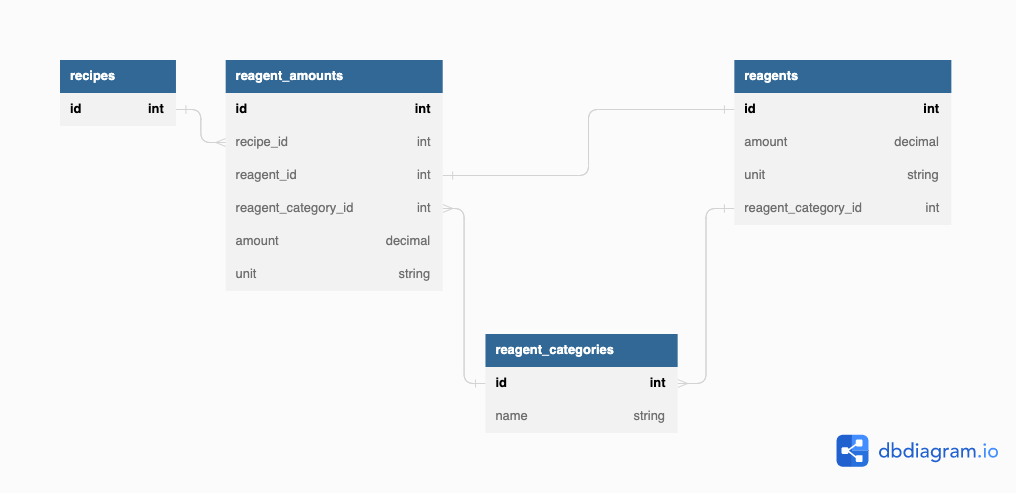 recipes
id int
reagent_amounts
id int
recipe_id int
reagent_id int
reagent_category_id int
amount decimal
unit string
reagents
id int
amount decimal
unit string
reagent_category_id int
reagent_categories
id int
name string
dbdiagram.io